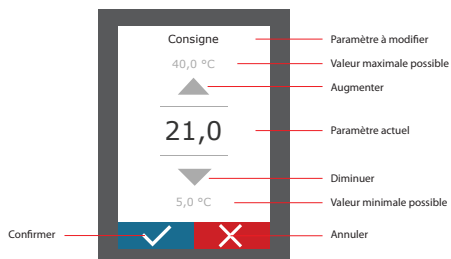 Consigne
Paramètre à modifier
40,0 °C
Valeur maximale possible
Augmenter
21,0
Paramètre actuel
Diminuer
5,0 °C
Valeur minimale possible
Confirmer
Annuler